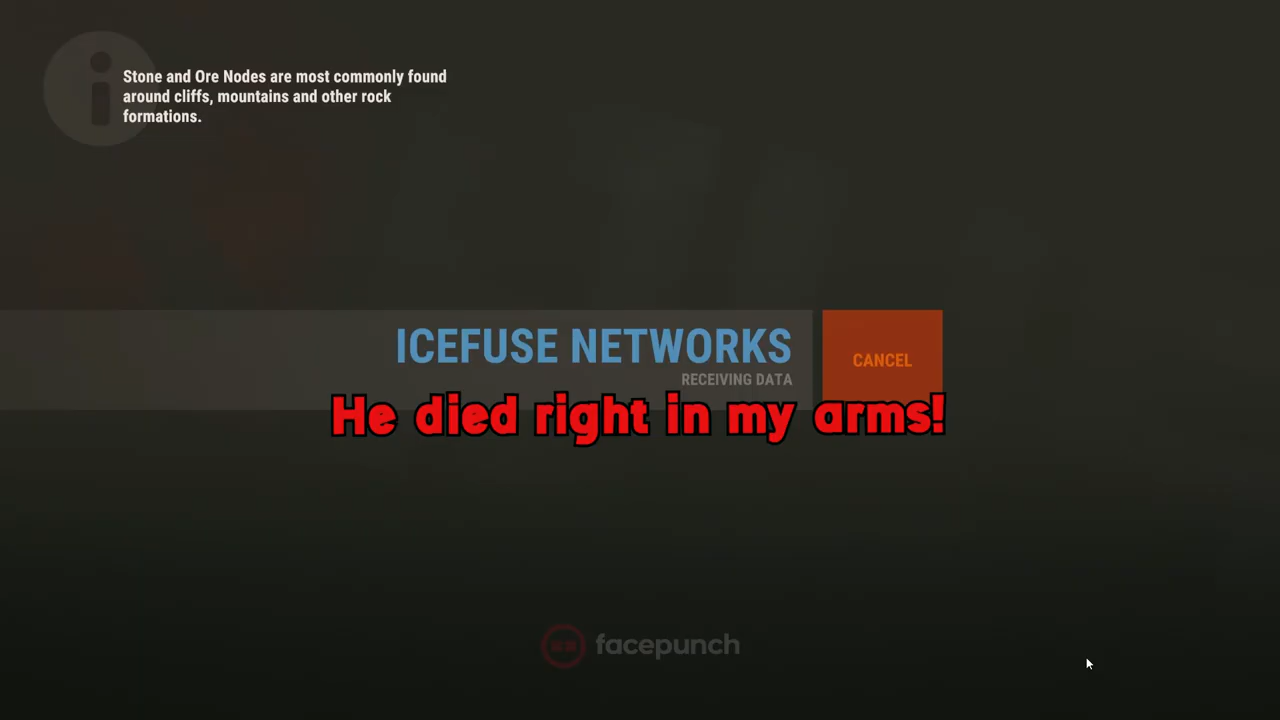 Stone and Ore Nodes are most commonly found
around cliffs, mountains and other rock
formations.
ICEFUSE NETWORKS
RECEIVING DATA
CANCEL
He died right in my arms!
facepunch